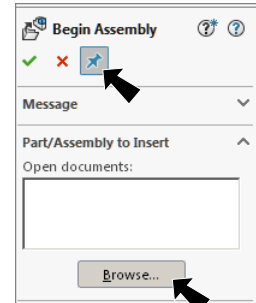 Begin Assembly
Message
Part/Assembly to Insert
Open documents:
Browse...